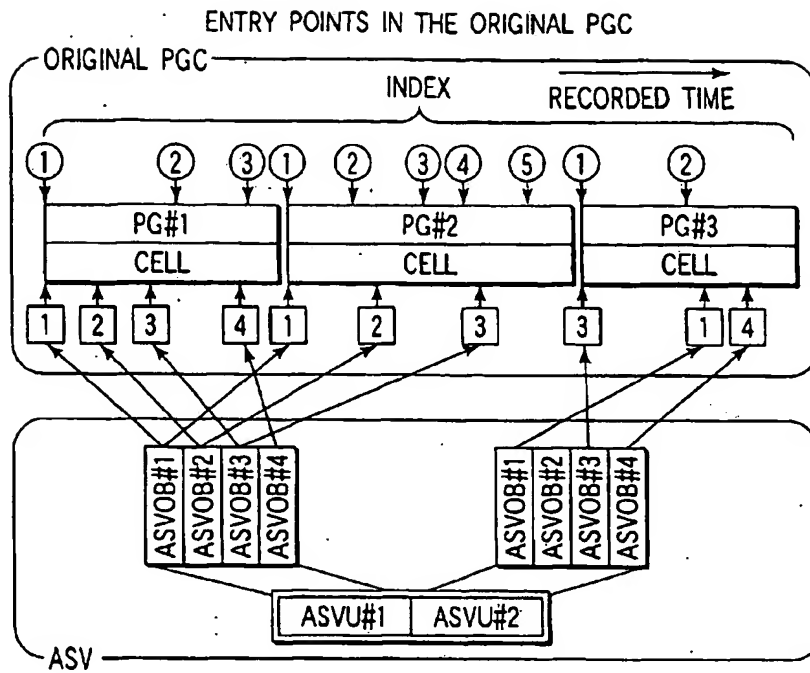 ENTRY POINTS IN THE ORIGINAL PGC
ORIGINAL PGC
INDEX
RECORDED TIME
1 2 3 1 2 3 4 5 1 2
PG#1 PG#2 PG#3
CELL CELL CELL
1 2 3 4 1 2 3 3 1 4
ASVOB#1 ASVOB#2 ASVOB#3 ASVOB#4 ASVOB#1 ASVOB#2 ASVOB#3 ASVOB#4
ASVU#1 ASVU#2
ASV